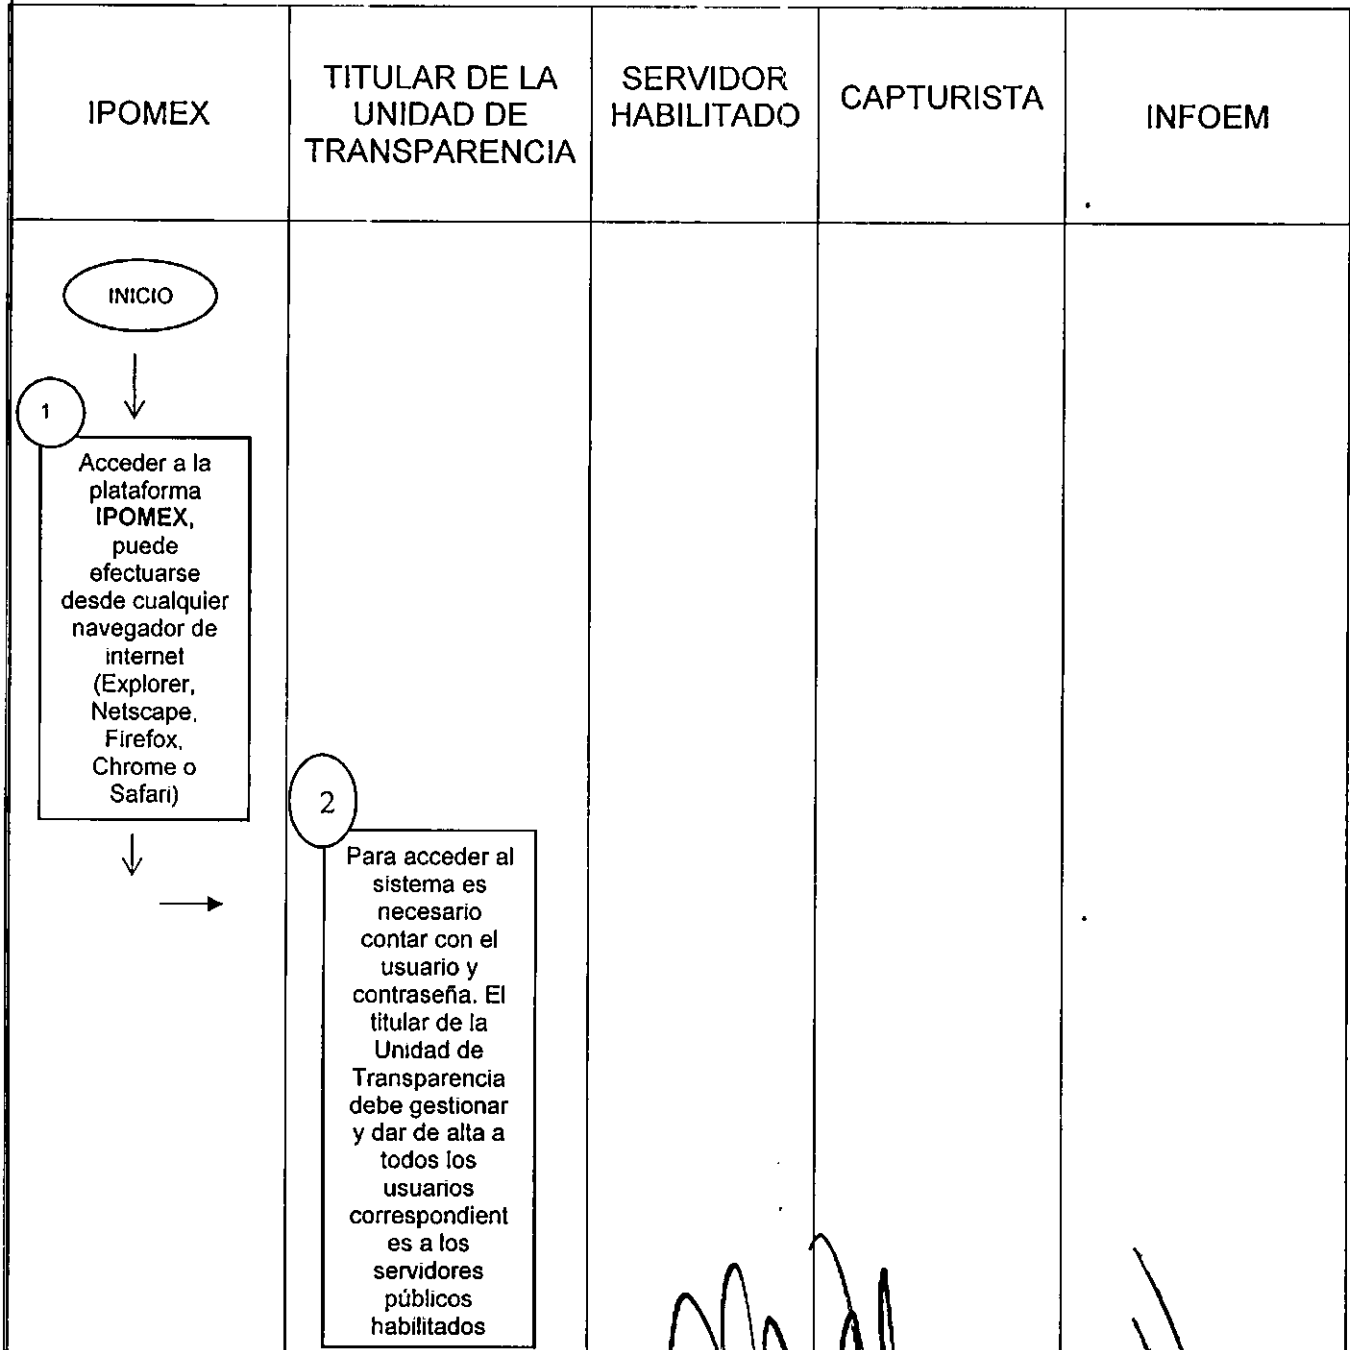 IPOMEX
TITULAR DE LA
UNIDAD DE
TRANSPARENCIA
SERVIDOR
HABILITADO
CAPTURISTA
INFOEM
INICIO
1
Acceder a la
plataforma
IPOMEX,
puede
efectuarse
desde cualquier
navegador de
internet
(Explorer,
Netscape,
Firefox,
Chrome o
Safari)
2
Para acceder al
sistema es
necesario
contar con el
usuario y
contraseña. El
titular de la
Unidad de
Transparencia
debe gestionar
y dar de alta a
todos los
usuarios
correspondient
es a los
servidores
públicos
habilitados